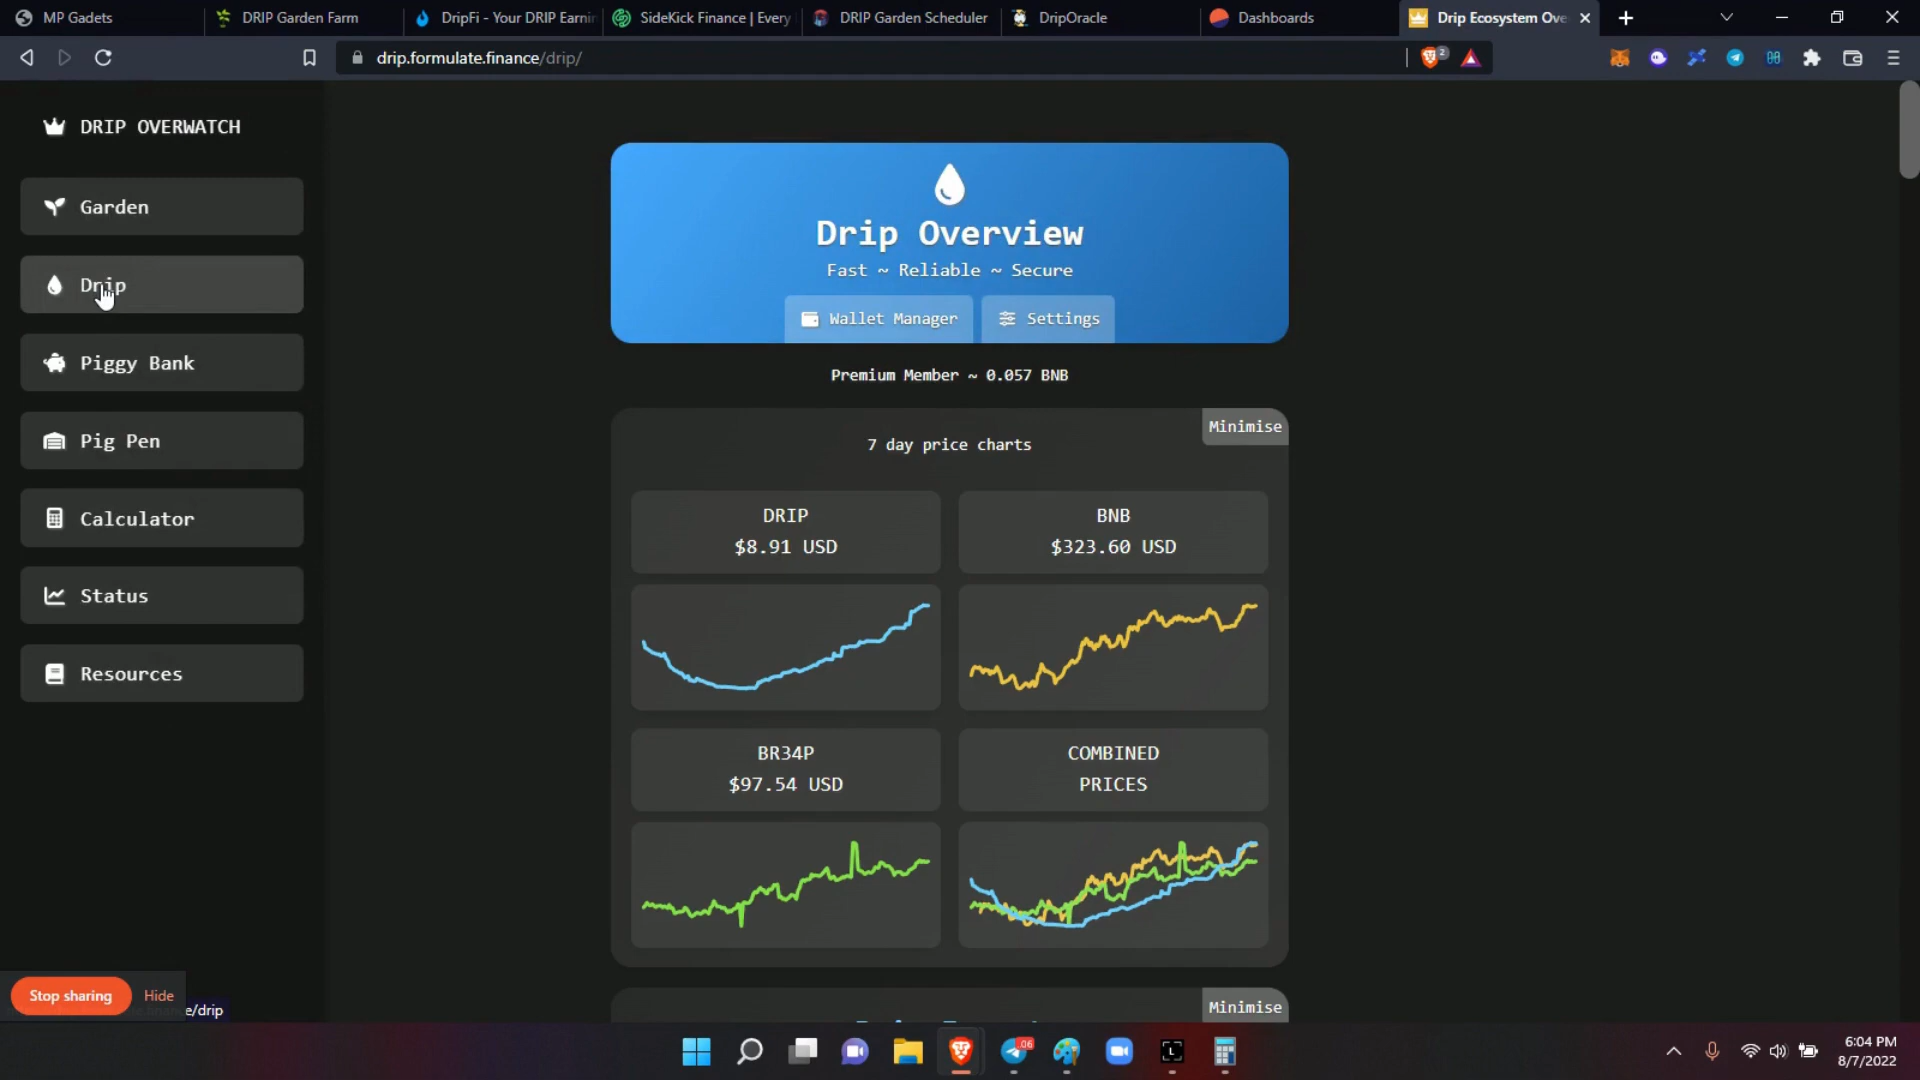 MP Gadets
DRIP Garden Farm
DripFi - Your DRIP Earnin
SideKick Finance | Every
DRIP Garden Scheduler
DripOracle
Dashboards
Drip Ecosystem Ove
drip.formulate.finance/drip/
2
DRIP OVERWATCH
Garden
Drip
Piggy Bank
Pig Pen
Calculator
Status
Resources
Drip Overview
Fast ~ Reliable ~ Secure
Wallet Manager
Settings
Premium Member ~ 0.057 BNB
Minimise
7 day price charts
DRIP
$8.91 USD
BNB
$323.60 USD
BR34P
$97.54 USD
COMBINED
PRICES
Minimise
Stop sharing
Hide
/drip
6:04 PM
8/7/2022